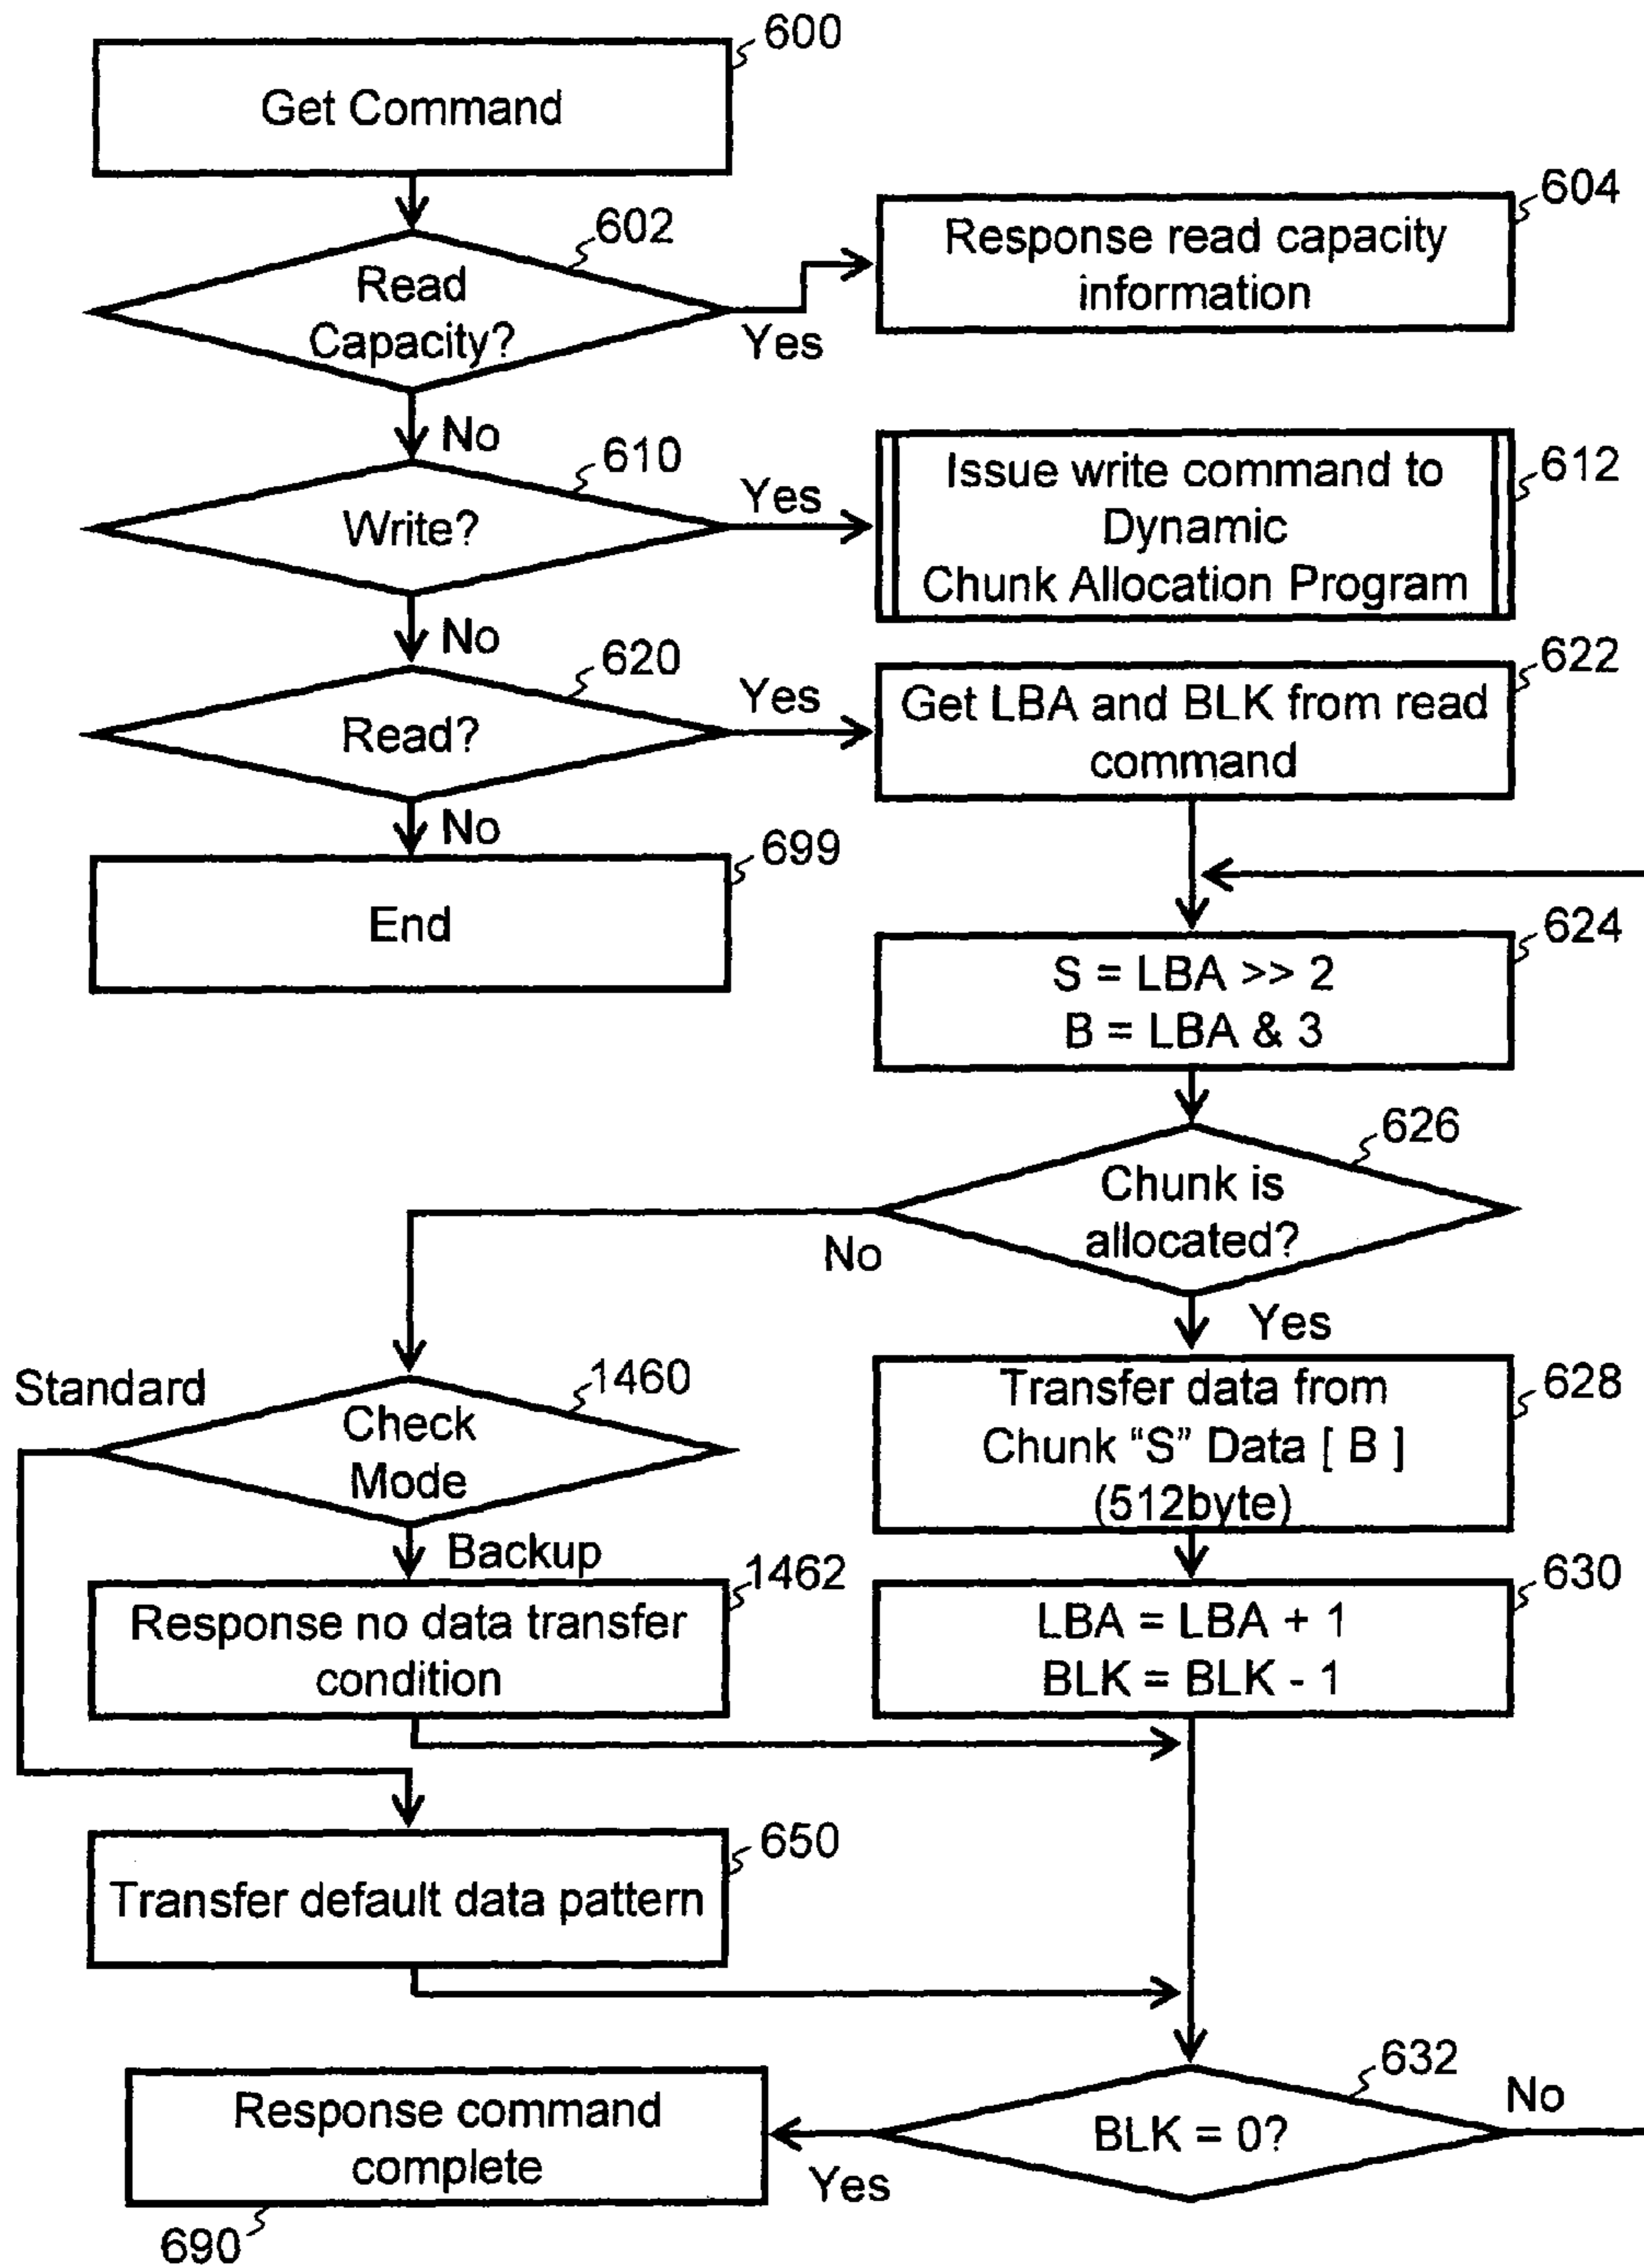 600
Get Command
602
Read
Capacity?
Yes
604
Response read capacity
information
No
610
Write?
Yes
612
Issue write command to
Dynamic
Chunk Allocation Program
No
620
Read?
Yes
622
Get LBA and BLK from read
command
No
699
End
624
S = LBA >> 2
B = LBA & 3
626
Chunk is
allocated?
No
Yes
Standard
1460
Check
Mode
628
Transfer data from
Chunk “S” Data [ B ]
(512byte)
Backup
1462
Response no data transfer
condition
630
LBA = LBA + 1
BLK = BLK - 1
650
Transfer default data pattern
632
BLK = 0?
No
Yes
Response command
complete
690